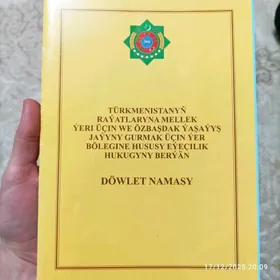 TÜRKMENISTANYŇ
RAÝATLARYNA MELLEK
ÝERI ÜÇIN WE ÖZBAŞDAK ÝAŞAÝYŞ
JAÝYNY GURMAK ÜÇIN ÝER
BÖLEGINE HUSUSY EÝEÇILIK
HUKUGYNY BERÝÄN
DÖWLET NAMASY
17/12/2025 20:09